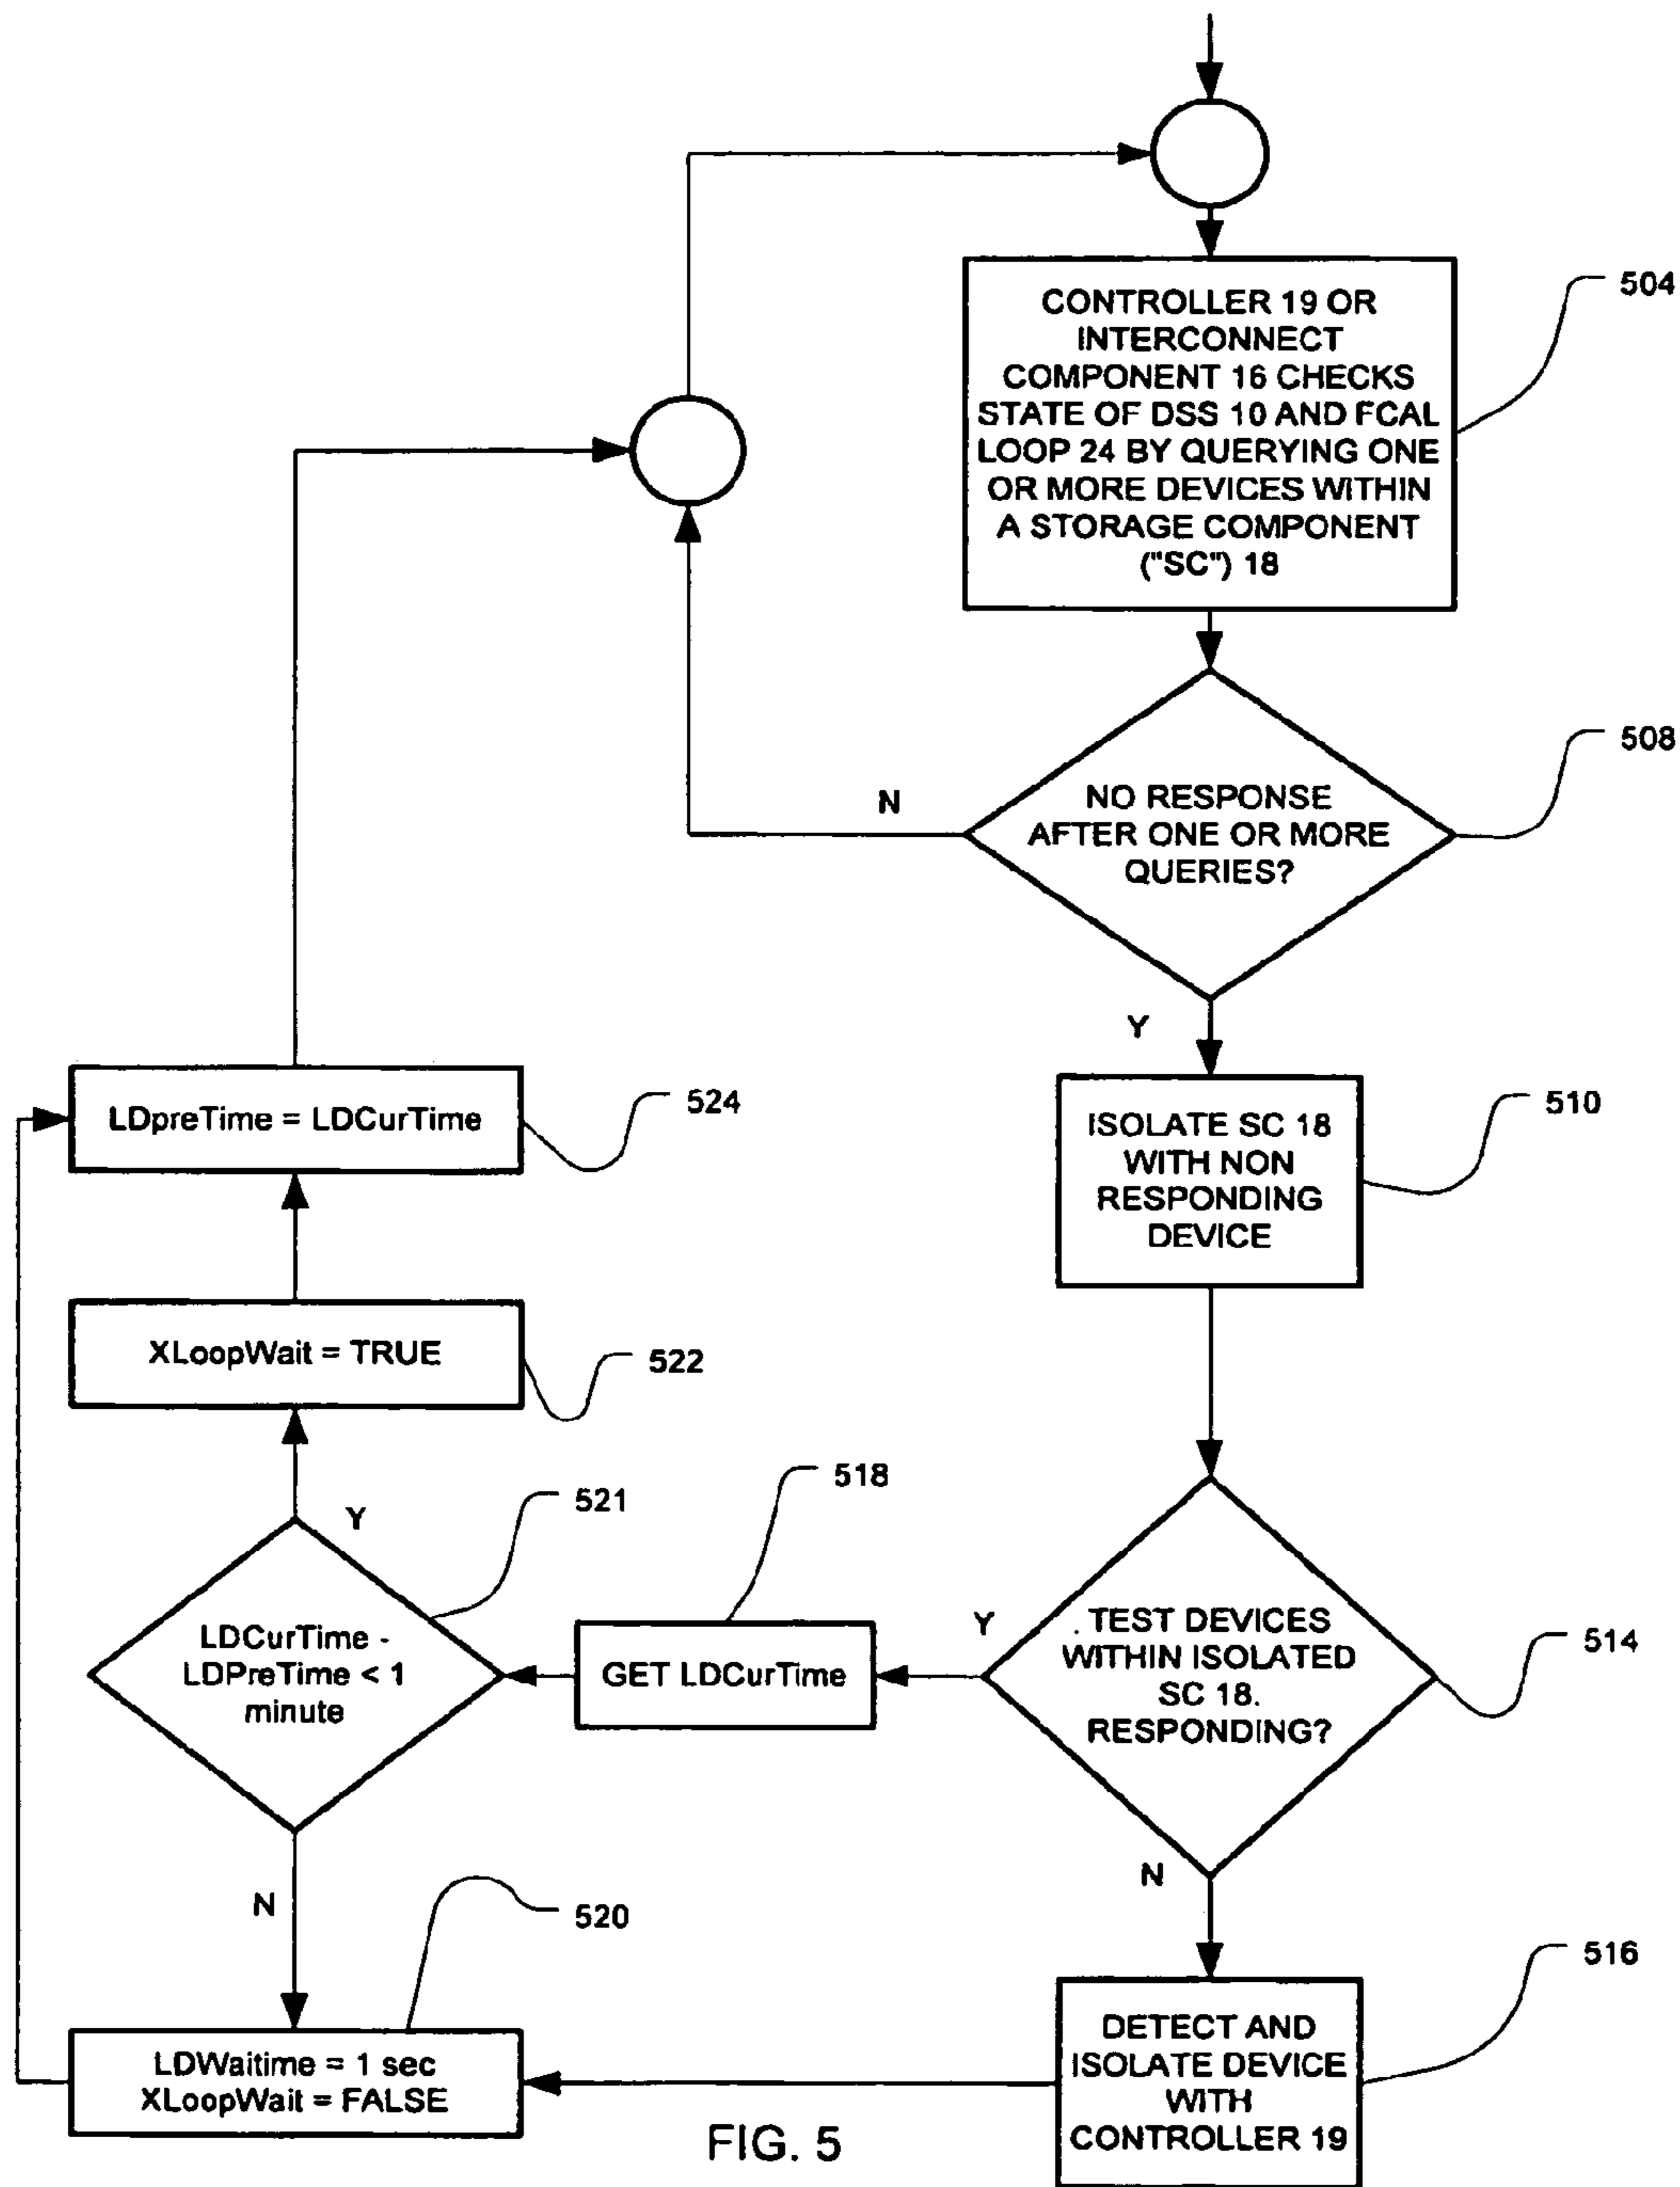 CONTROLLER 19 OR
INTERCONNECT
COMPONENT 16 CHECKS
STATE OF DSS 10 AND FCAL
LOOP 24 BY QUERYING ONE
OR MORE DEVICES WITHIN
A STORAGE COMPONENT
("SC") 18
504
NO RESPONSE
AFTER ONE OR MORE
QUERIES?
508
N
Y
ISOLATE SC 18
WITH NON
RESPONDING
DEVICE
510
LDpreTime = LDCurTime
524
XLoopWait = TRUE
522
LDCurTime -
LDPreTime < 1
minute
521
Y
N
GET LDCurTime
518
TEST DEVICES
WITHIN ISOLATED
SC 18.
RESPONDING?
514
Y
N
LDWaitime = 1 sec
XLoopWait = FALSE
520
DETECT AND
ISOLATE DEVICE
WITH
CONTROLLER 19
516
FIG. 5